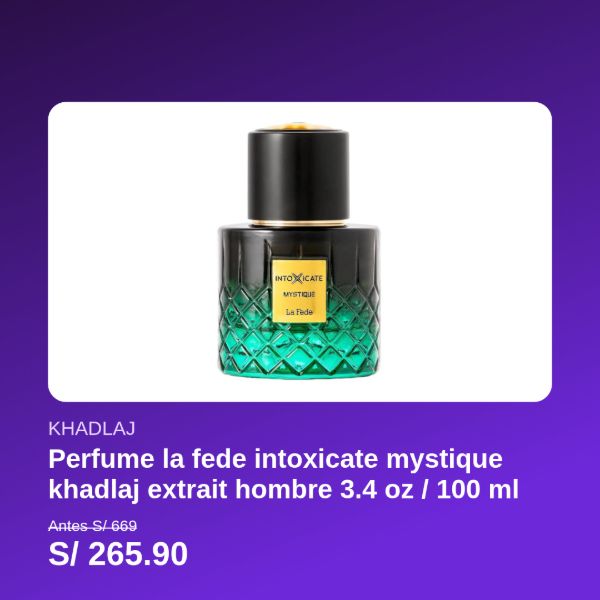 INTOXICATE
MYSTIQUE
La Fede
KHADLAJ
Perfume la fede intoxicate mystique
khadlaj extrait hombre 3.4 oz / 100 ml
Antes S/ 669
S/ 265.90